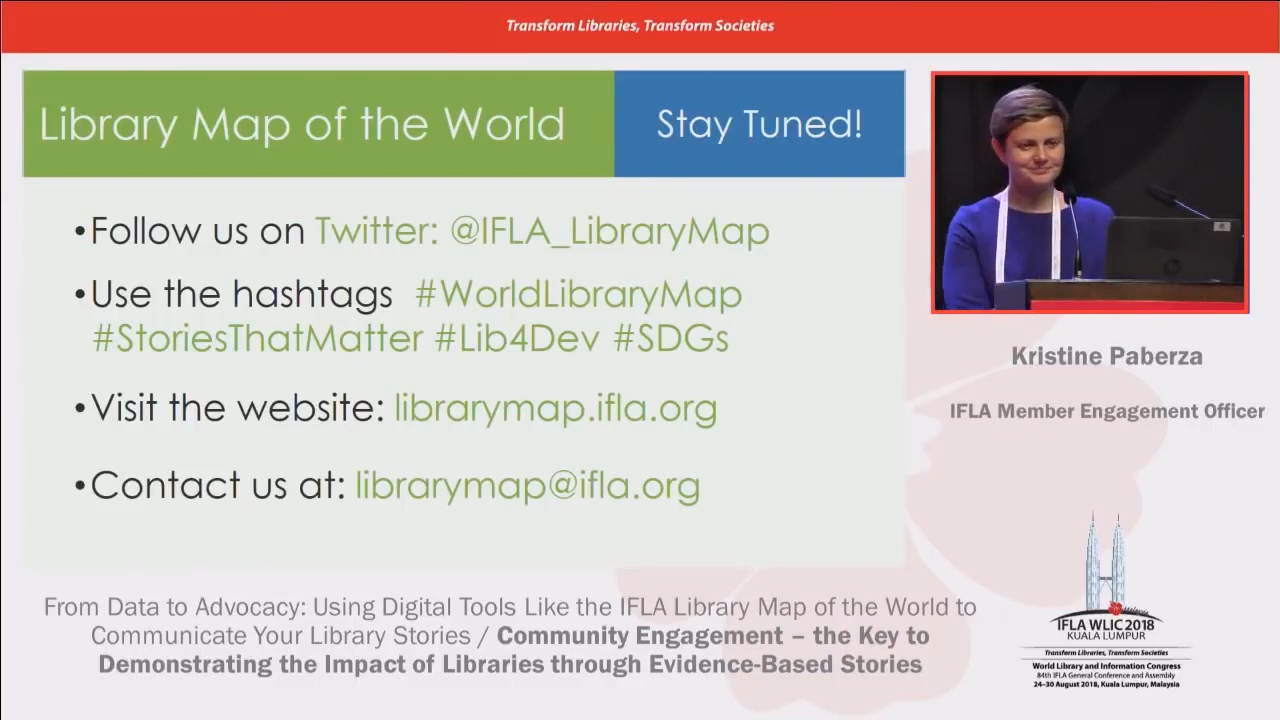 Transform Libraries, Transform Societies
Library Map of the World
Stay Tuned!
•Follow us on Twitter: @IFLA_LibraryMap
•Use the hashtags #WorldLibraryMap
#StoriesThatMatter #Lib4Dev #SDGs
•Visit the website: librarymap.ifla.org
•Contact us at: librarymap@ifla.org
Kristine Paberza
IFLA Member Engagement Officer
From Data to Advocacy: Using Digital Tools Like the IFLA Library Map of the World to
Communicate Your Library Stories / Community Engagement – the Key to
Demonstrating the Impact of Libraries through Evidence-Based Stories
Malaysia
IFLA WLIC 2018
KUALA LUMPUR
Transform Libraries, Transform Societies
World Library and Information Congress
84th IFLA General Conference and Assembly
24–30 August 2018, Kuala Lumpur, Malaysia